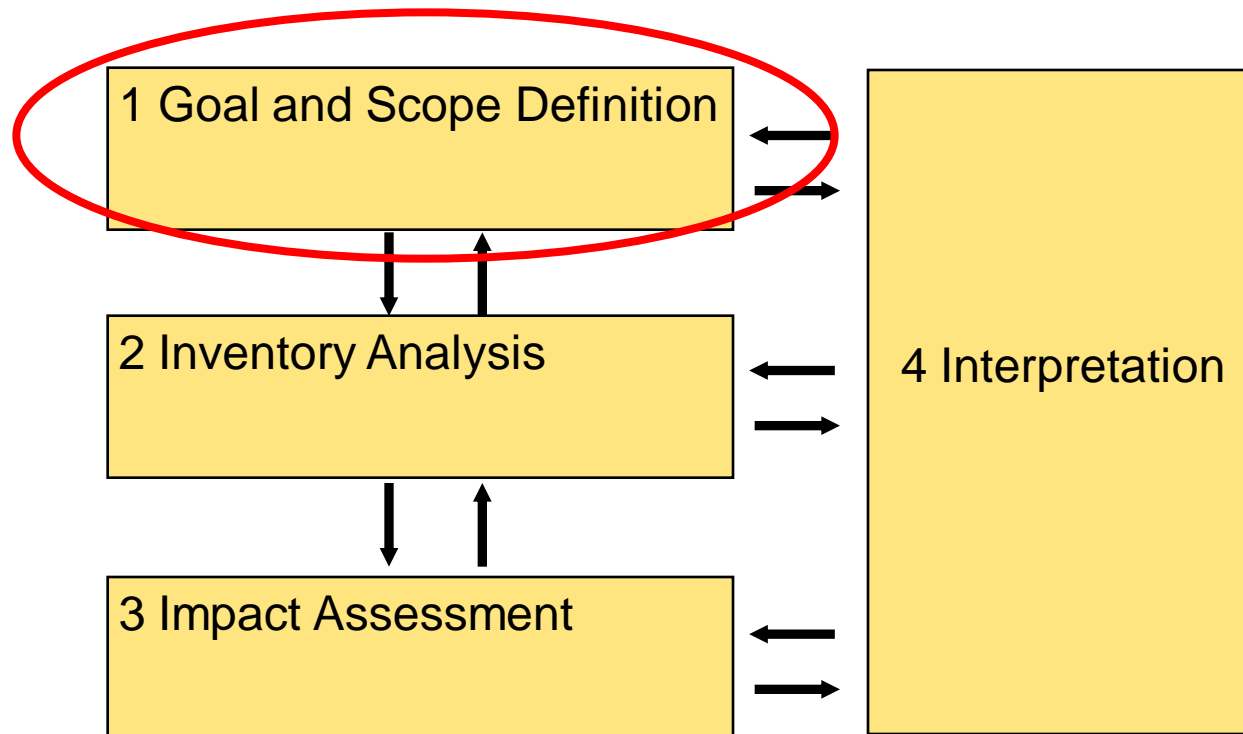 1 Goal and Scope Definition
2 Inventory Analysis
4 Interpretation
3 Impact Assessment